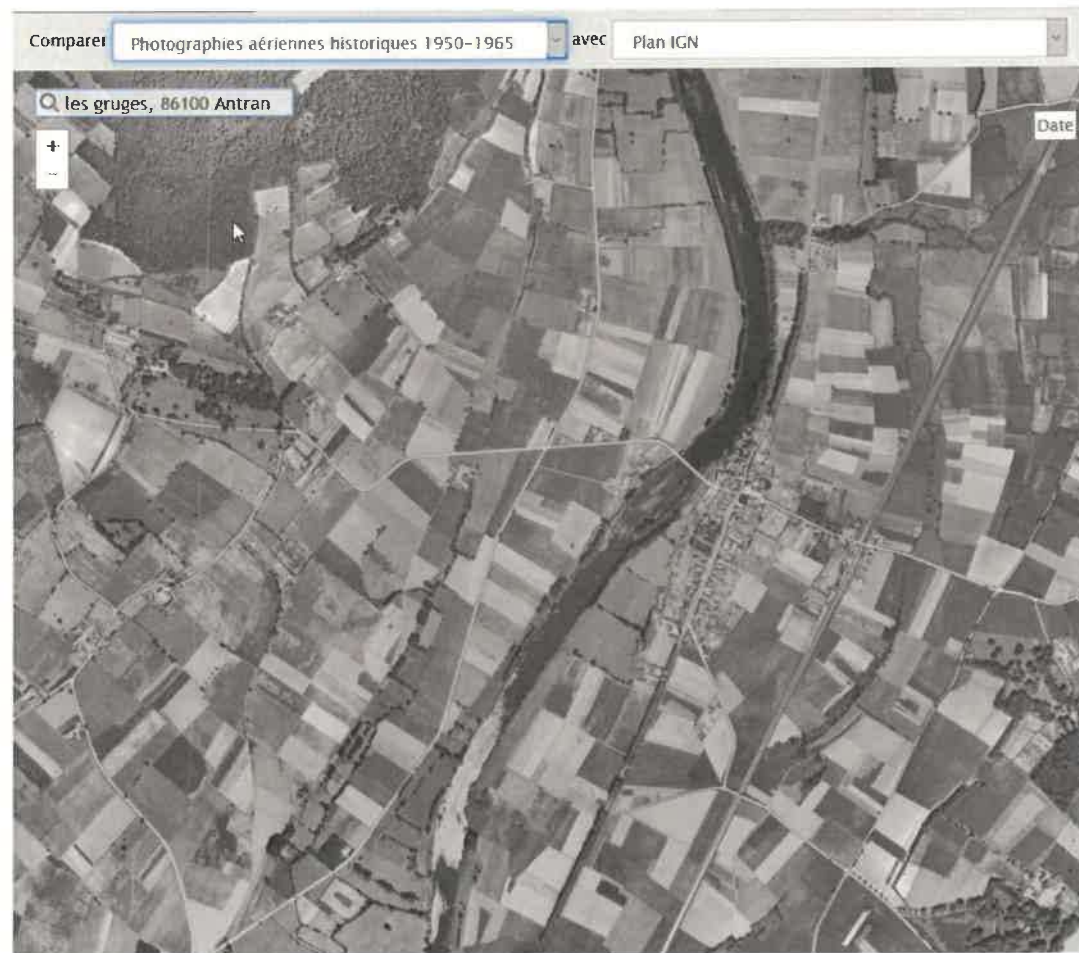 Comparer Photographies aériennes historiques 1950-1965 avec Plan IGN
les gruges, 86100 Antran
Date
+
-